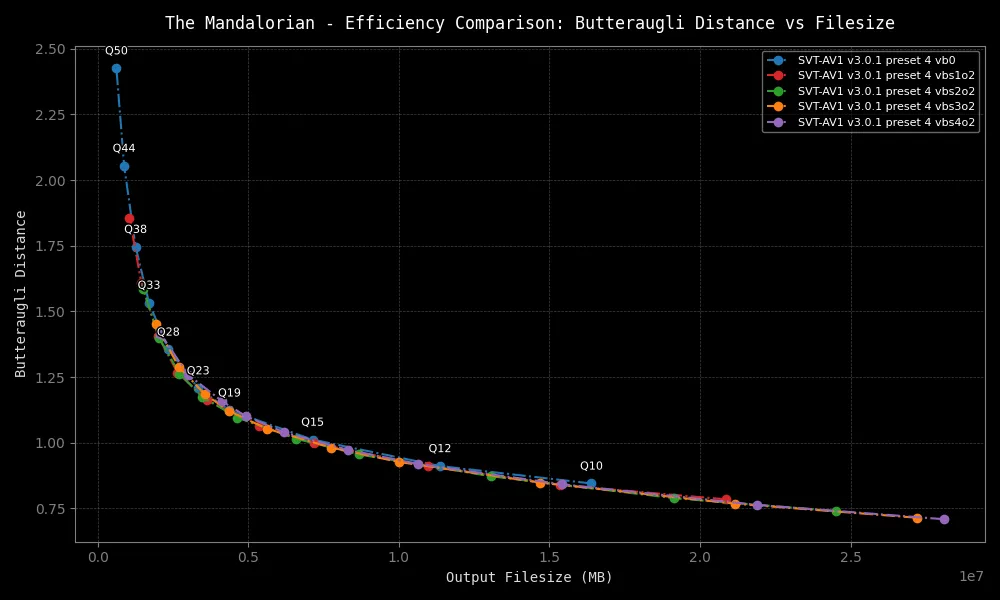 The Mandalorian - Efficiency Comparison: Butteraugli Distance vs Filesize
SVT-AV1 v3.0.1 preset 4 vb0
SVT-AV1 v3.0.1 preset 4 vbs1o2
SVT-AV1 v3.0.1 preset 4 vbs2o2
SVT-AV1 v3.0.1 preset 4 vbs3o2
SVT-AV1 v3.0.1 preset 4 vbs4o2
Butteraugli Distance
2.50
2.25
2.00
1.75
1.50
1.25
1.00
0.75
Q50
Q44
Q38
Q33
Q28
Q23
Q19
Q15
Q12
Q10
0.0
0.5
1.0
1.5
2.0
2.5
1e7
Output Filesize (MB)